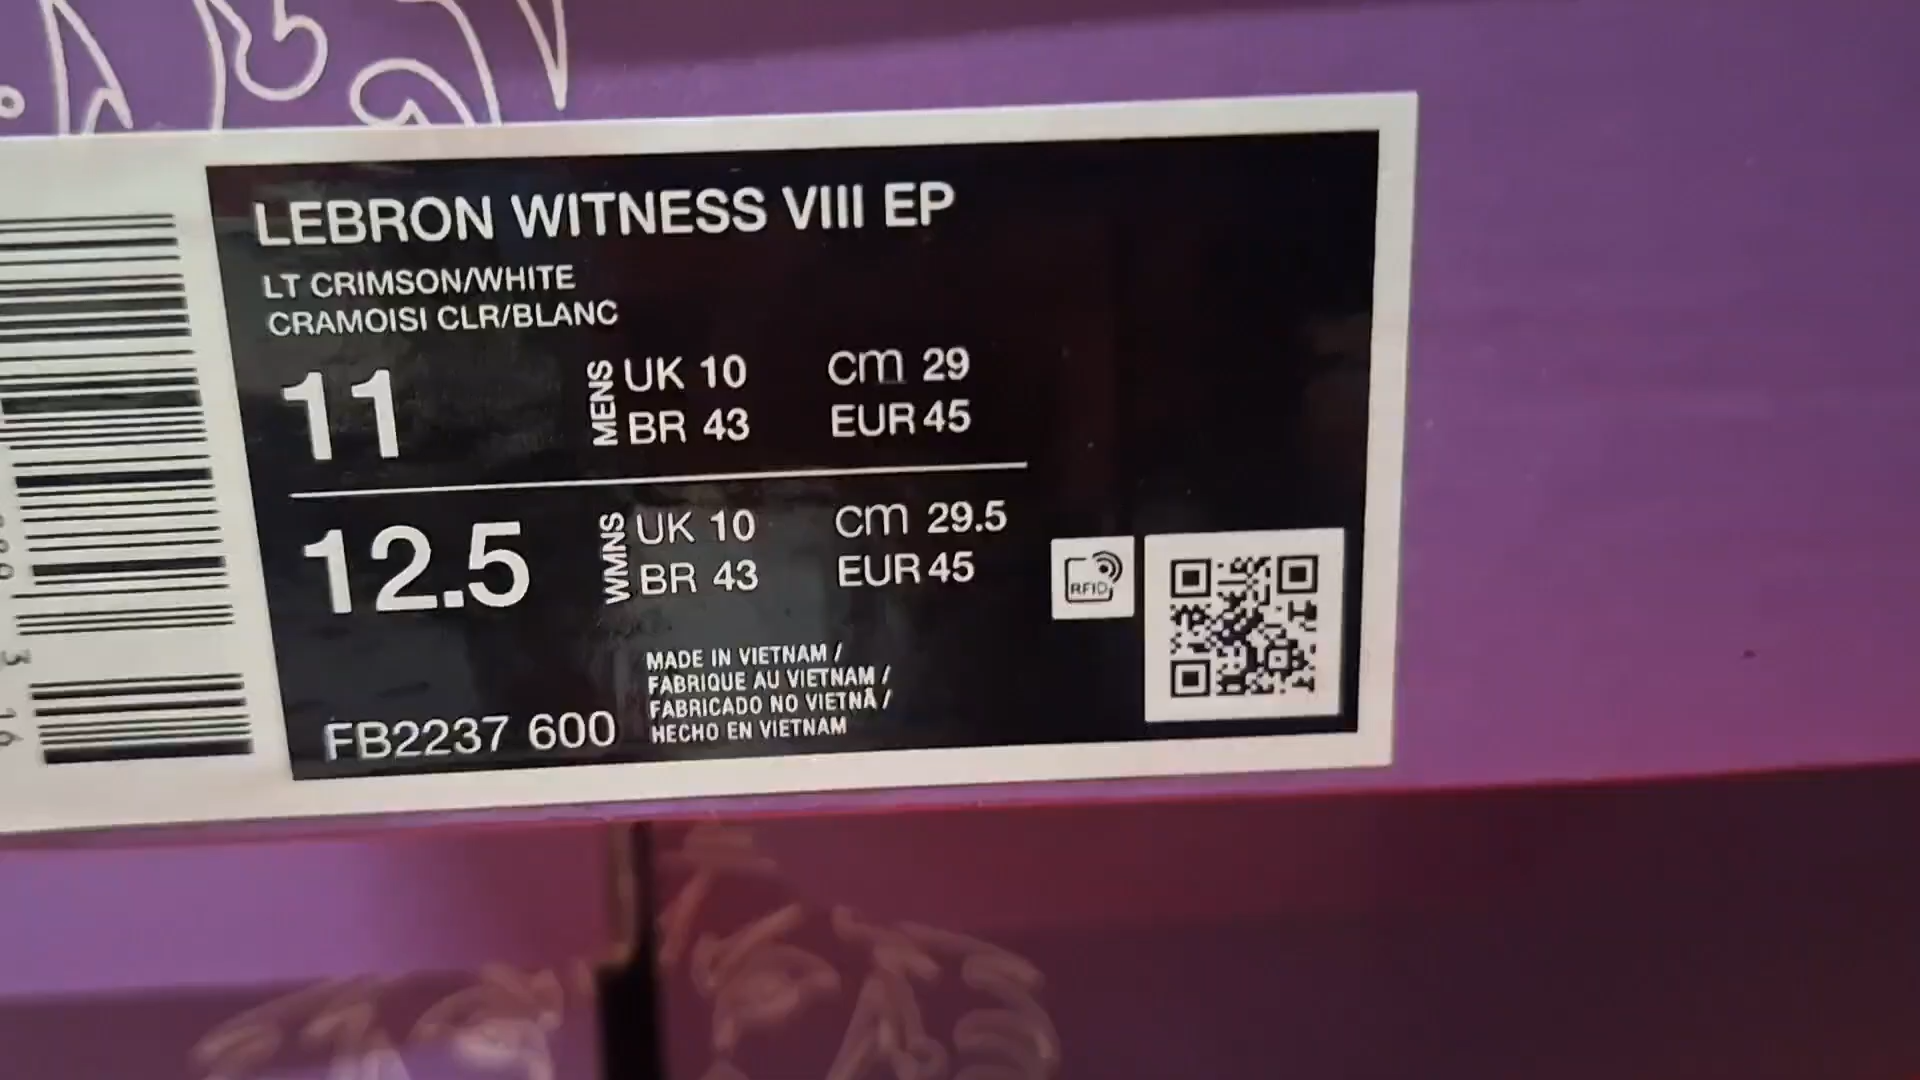 LEBRON WITNESS VIII EP
LT CRIMSON/WHITE
CRAMOISI CLR/BLANC
11
MENS
UK 10
CM 29
BR 43
EUR 45
12.5
WMNS
UK 10
CM 29.5
BR 43
EUR 45
RFID
MADE IN VIETNAM /
FABRIQUE AU VIETNAM /
FABRICADO NO VIETNÃ /
HECHO EN VIETNAM
FB2237 600